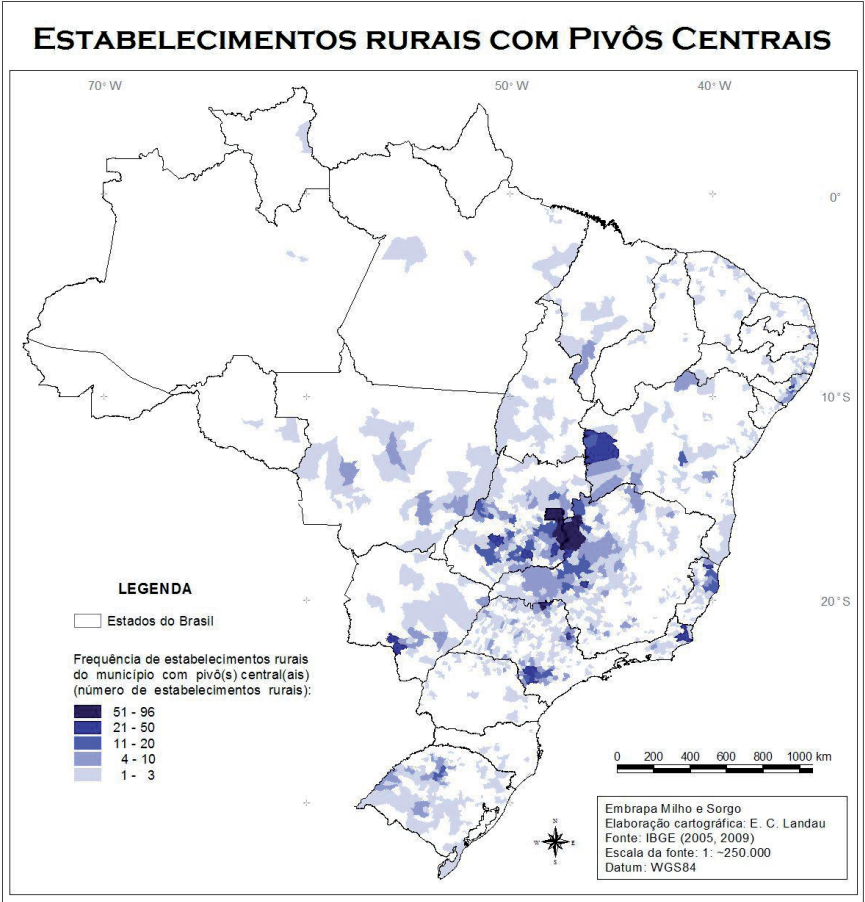 ESTABELECIMENTOS RURAIS COM PIVÔS CENTRAIS
70° W
50° W
40° W
0°
10° S
20° S
LEGENDA
Estados do Brasil
Frequência de estabelecimentos rurais
do município com pivô(s) central(ais)
(número de estabelecimentos rurais):
51 - 96
21 - 50
11 - 20
4 - 10
1 - 3
0 200 400 600 800 1000 km
N
W E
S
Embrapa Milho e Sorgo
Elaboração cartográfica: E. C. Landau
Fonte: IBGE (2005, 2009)
Escala da fonte: 1: ~250.000
Datum: WGS84